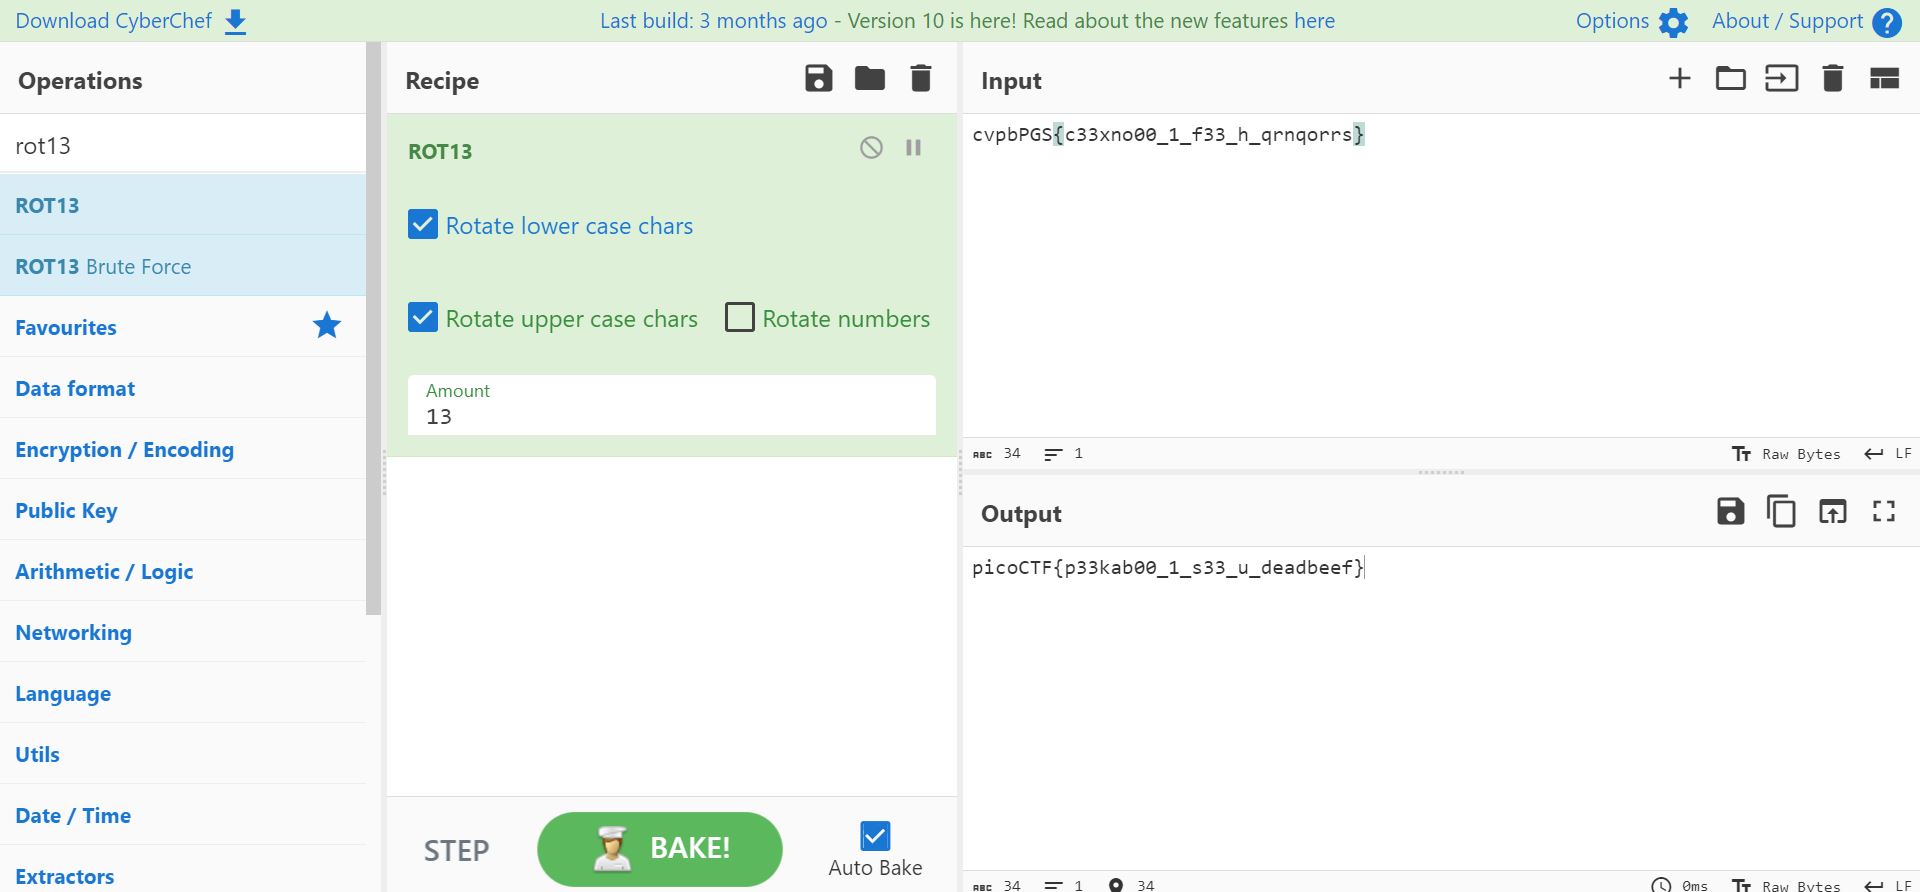 Download CyberChef
Last build: 3 months ago - Version 10 is here! Read about the new features here
Options
About / Support
?
Operations
rot13
ROT13
ROT13 Brute Force
Favourites
Data format
Encryption / Encoding
Public Key
Arithmetic / Logic
Networking
Language
Utils
Date / Time
Extractors
Recipe
ROT13
Rotate lower case chars
Rotate upper case chars
Rotate numbers
Amount
13
STEP
BAKE!
Auto Bake
Input
cvpbPGS{c33xno00_1_f33_h_qrnqorrs}
ABC 34
1
Tт Raw Bytes
LF
Output
picoCTF{p33kab00_1_s33_u_deadbeef}
ABC 34
1
34
0ms
Tт Raw Bytes
LF